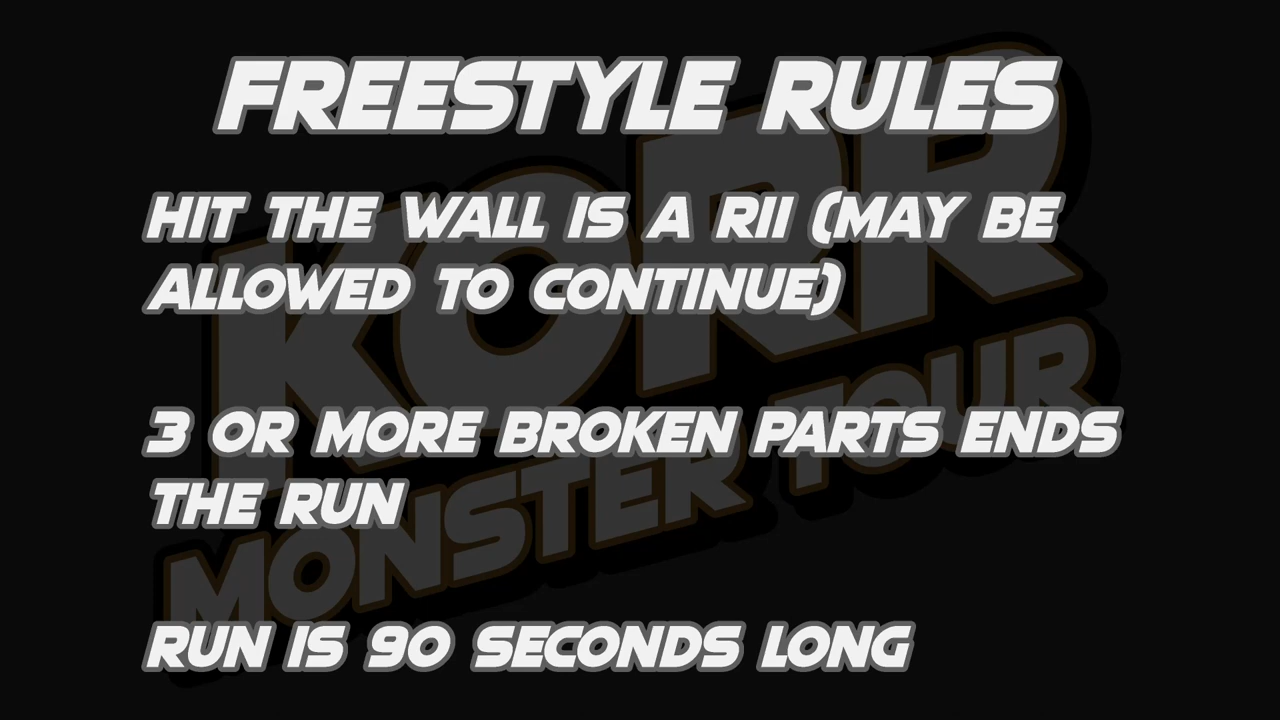 FREESTYLE RULES
HIT THE WALL IS A RII (MAY BE
ALLOWED TO CONTINUE)
3 OR MORE BROKEN PARTS ENDS
THE RUN
RUN IS 90 SECONDS LONG
KORR
MONSTER TOUR